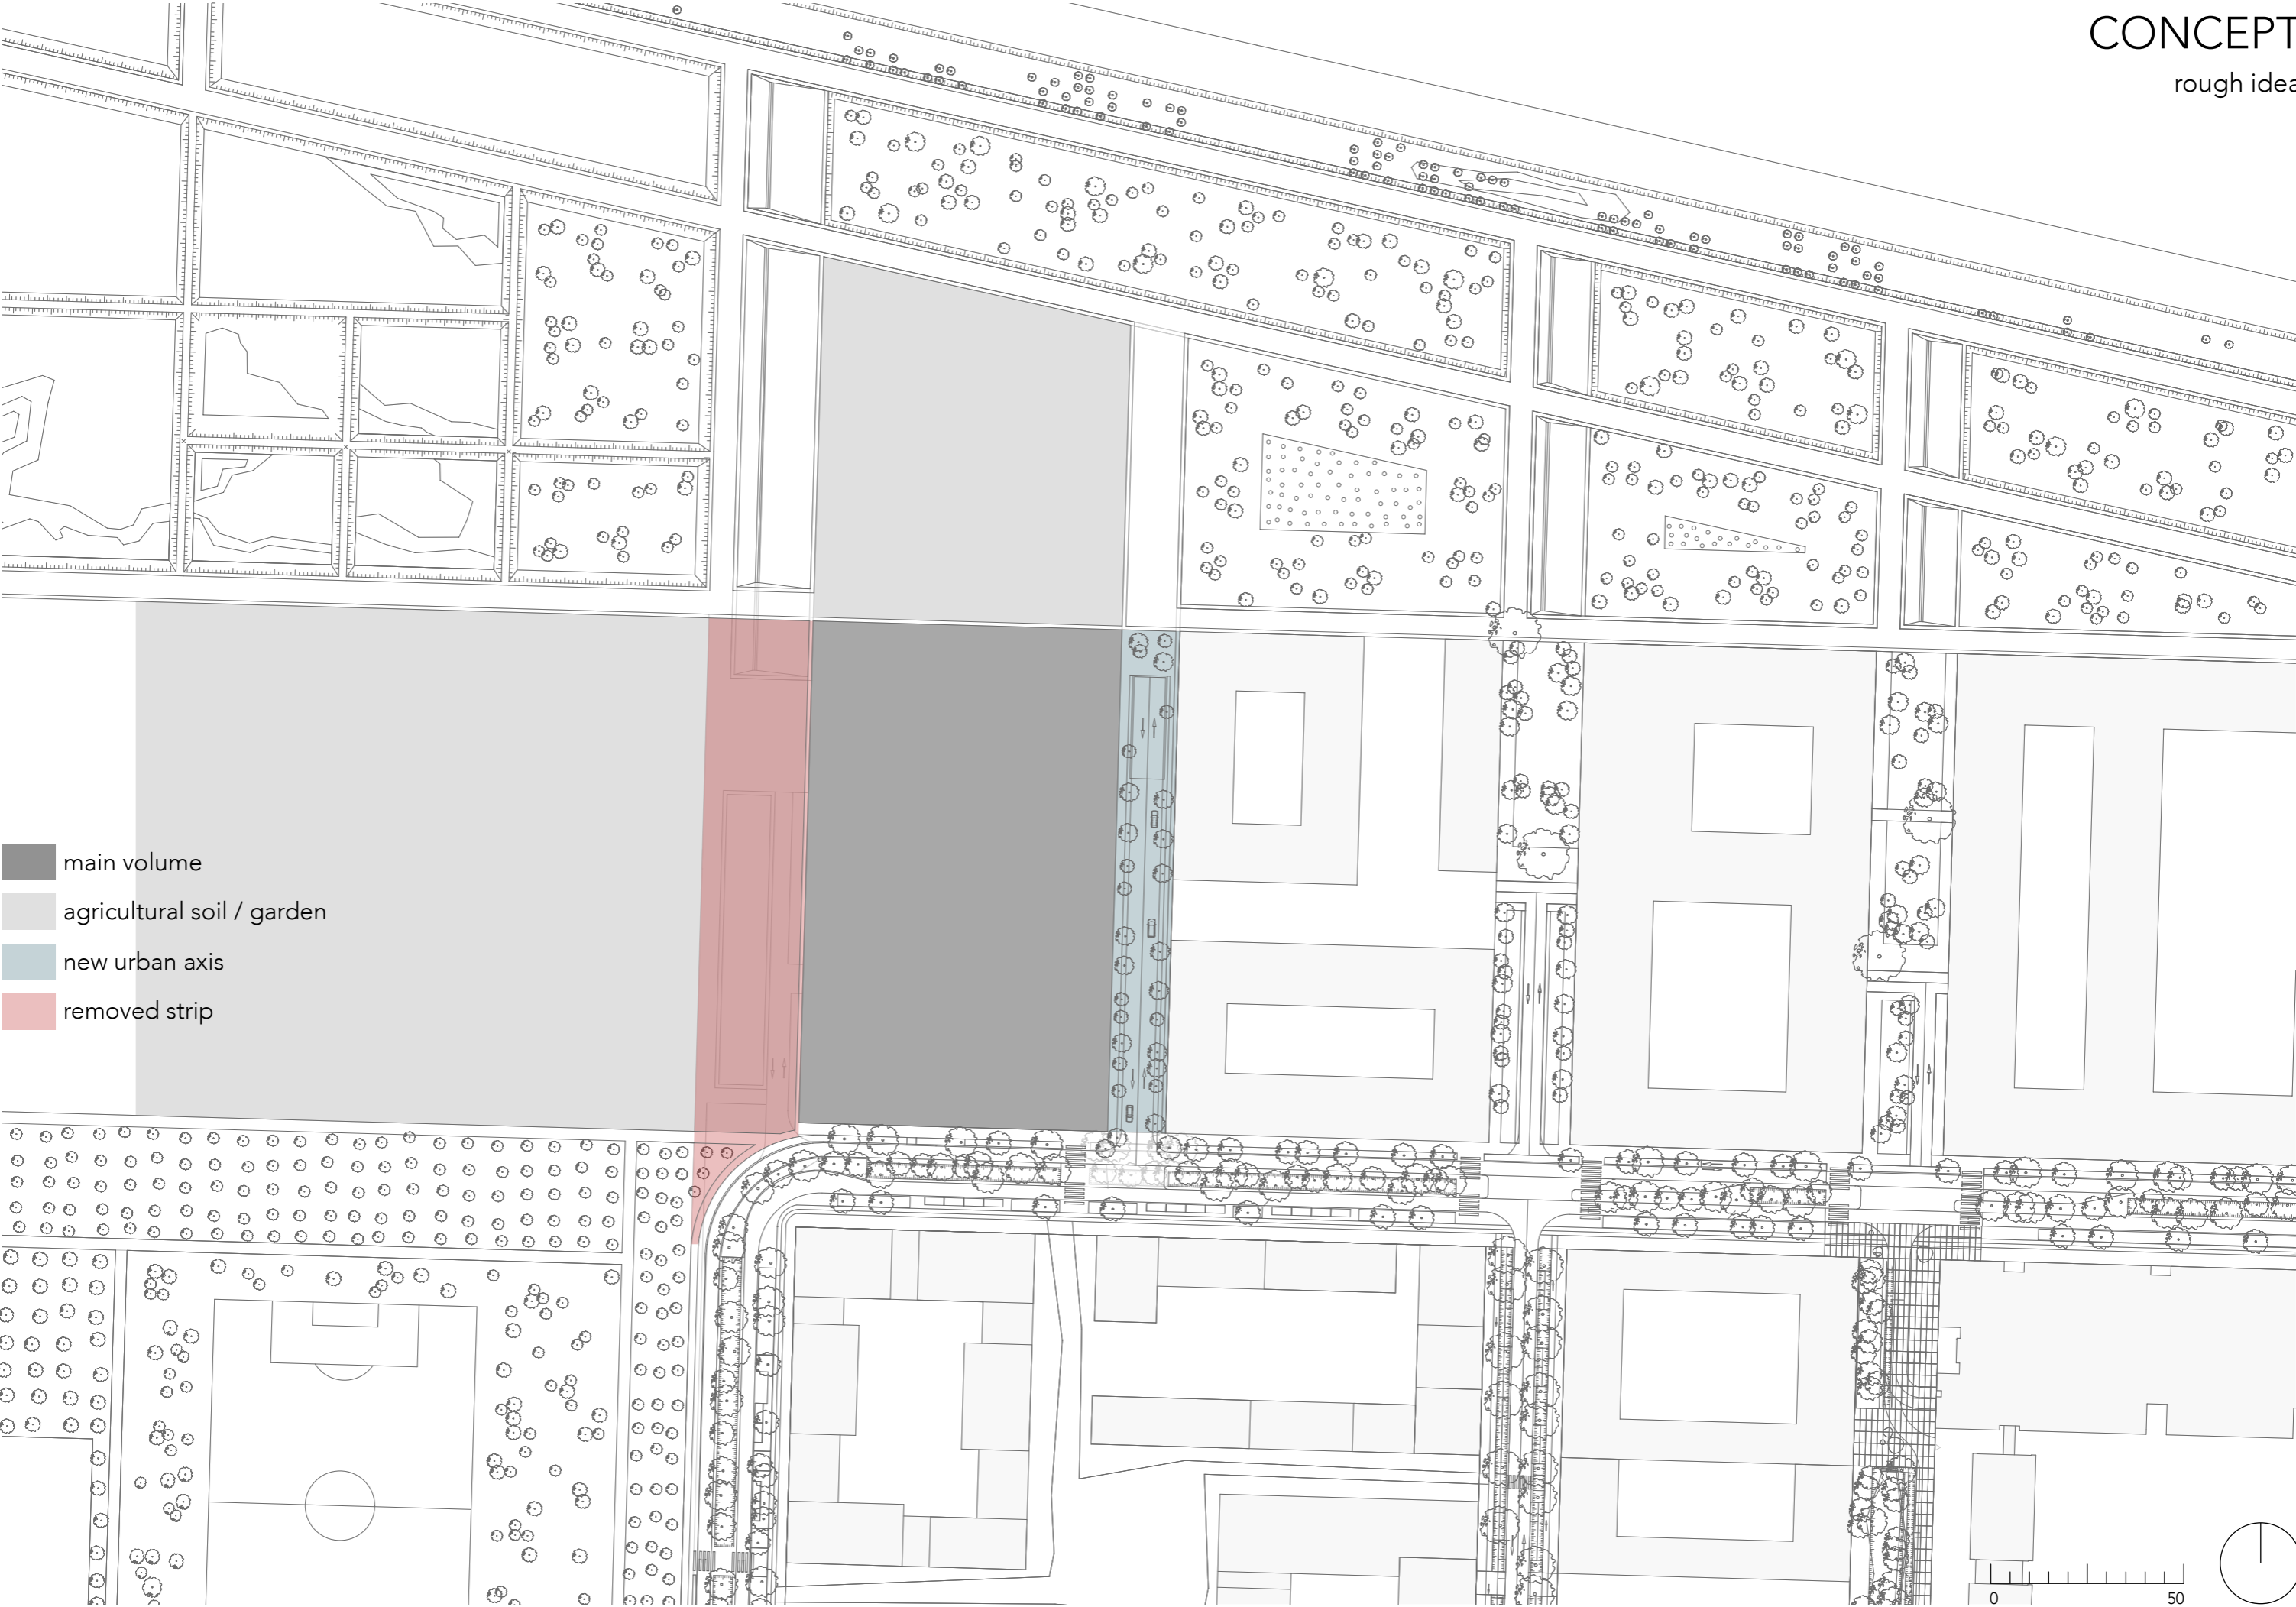 CONCEPT
rough idea
main volume
agricultural soil / garden
new urban axis
removed strip
0 50